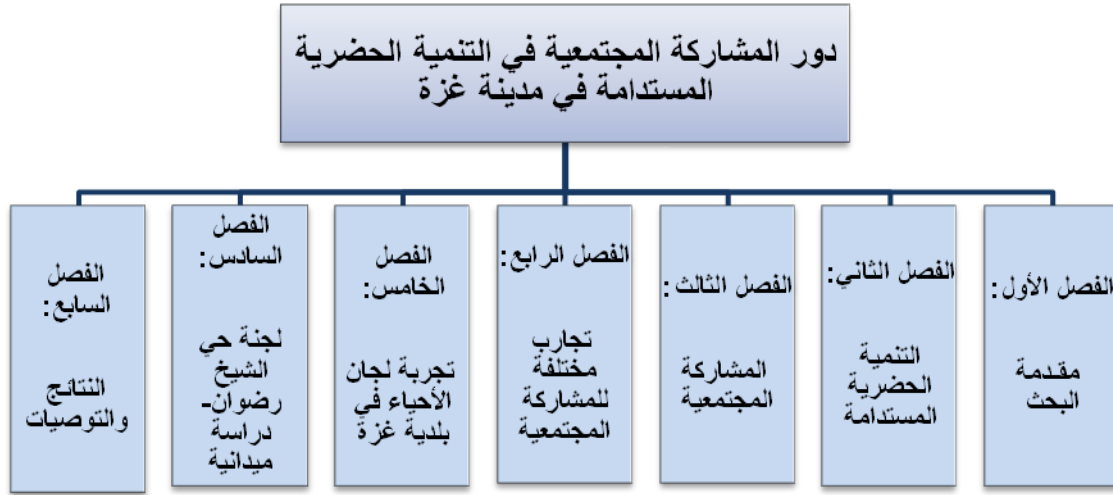 دور المشاركة المجتمعية في التنمية الحضرية
المستدامة في مدينة غزة
الفصل الأول:
مقدمة
البحث
الفصل الثاني:
التنمية
الحضرية
المستدامة
الفصل الثالث:
المشاركة
المجتمعية
الفصل الرابع:
تجارب
مختلفة
للمشاركة
المجتمعية
الفصل
الخامس:
تجربة لجان
الأحياء في
بلدية غزة
الفصل
السادس:
لجنة حي
الشيخ
رضوان-
دراسة
ميدانية
الفصل
السابع:
النتائج
والتوصيات